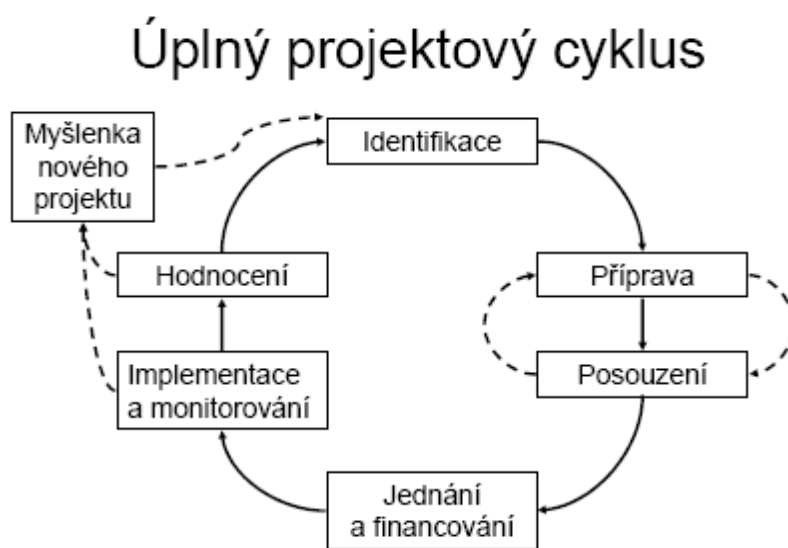 Úplný projektový cyklus
Myšlenka
nového
projektu
Identifikace
Hodnocení
Příprava
Implementace
a monitorování
Posouzení
Jednání
a financování